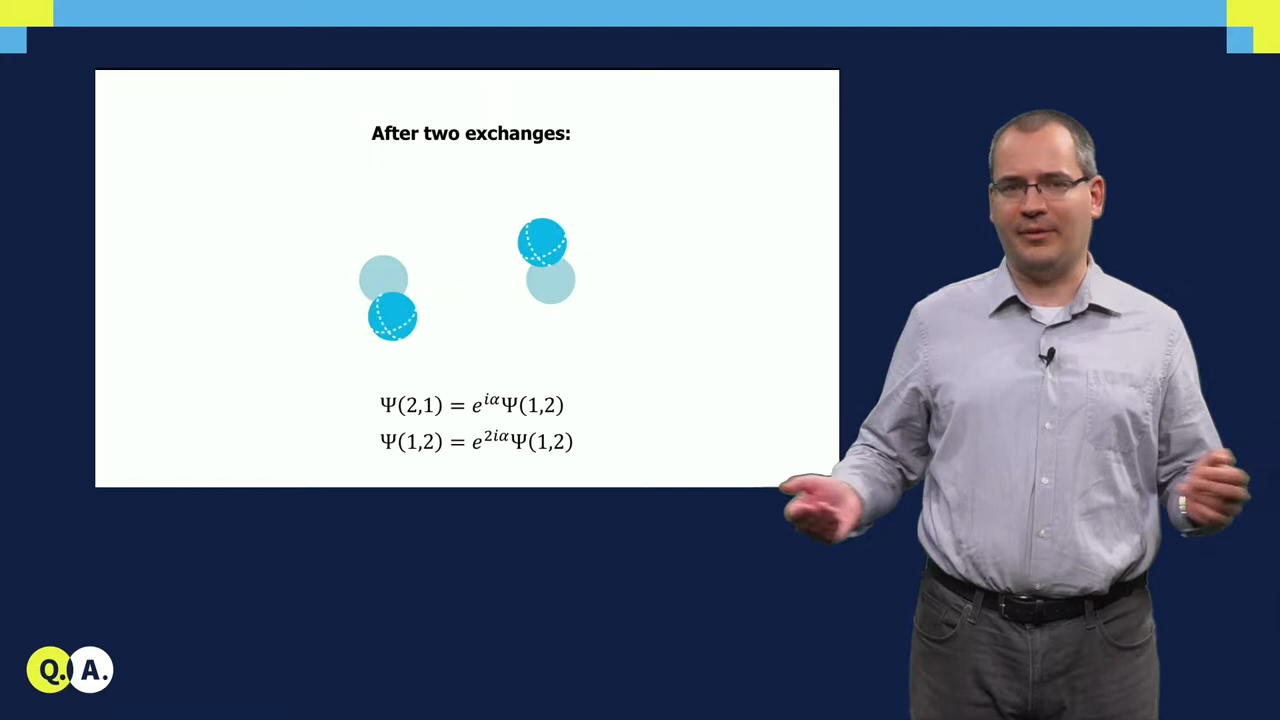 After two exchanges:
Ψ(2,1) = e^{iα}Ψ(1,2)
Ψ(1,2) = e^{2iα}Ψ(1,2)
Q. A.